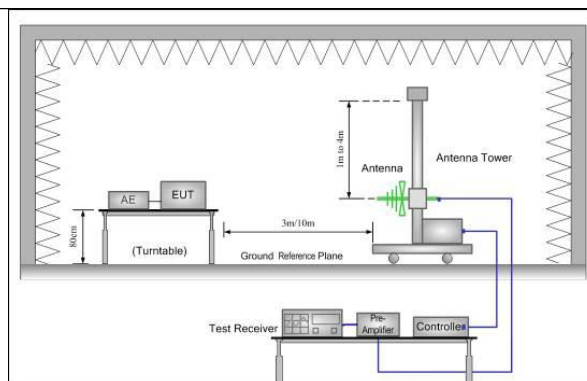 1m to 4m
Antenna
Antenna Tower
AE
EUT
80cm
(Turntable)
3m/10m
Ground Reference Plane
Test Receiver
Pre-
Amplifier
Controller